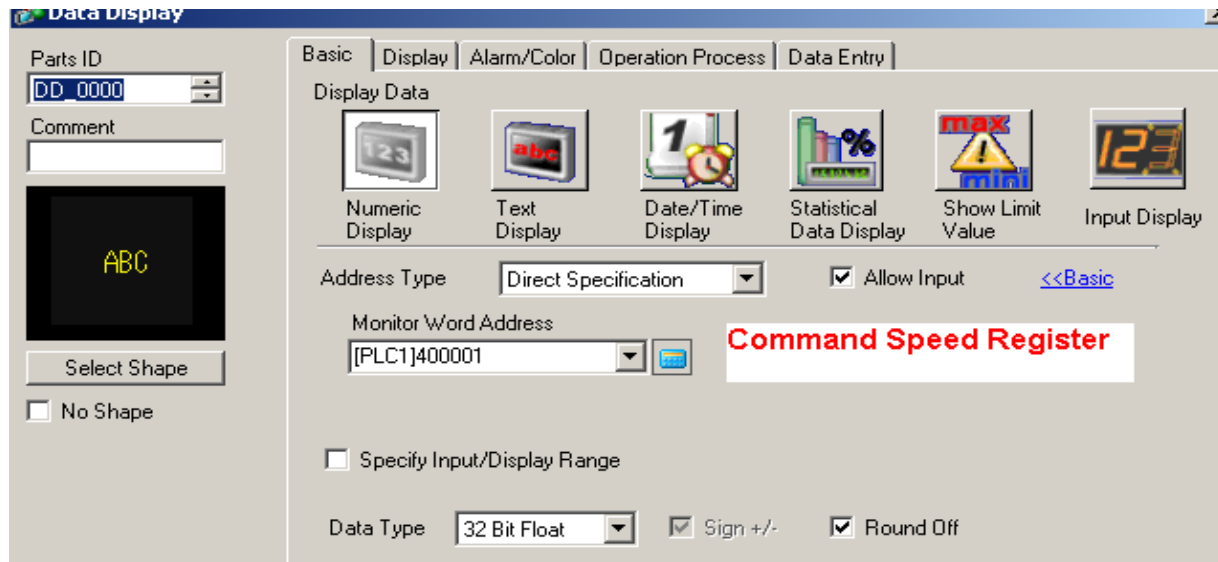 Data Display
Parts ID
DD_0000
Comment
ABC
Select Shape
No Shape
Basic Display Alarm/Color Operation Process Data Entry
Display Data
123 abc 1 % max mini 123
Numeric Display
Text Display
Date/Time Display
Statistical Data Display
Show Limit Value
Input Display
Address Type Direct Specification Allow Input <<Basic
Monitor Word Address
[PLC1]400001
Command Speed Register
Specify Input/Display Range
Data Type 32 Bit Float Sign +/- Round Off